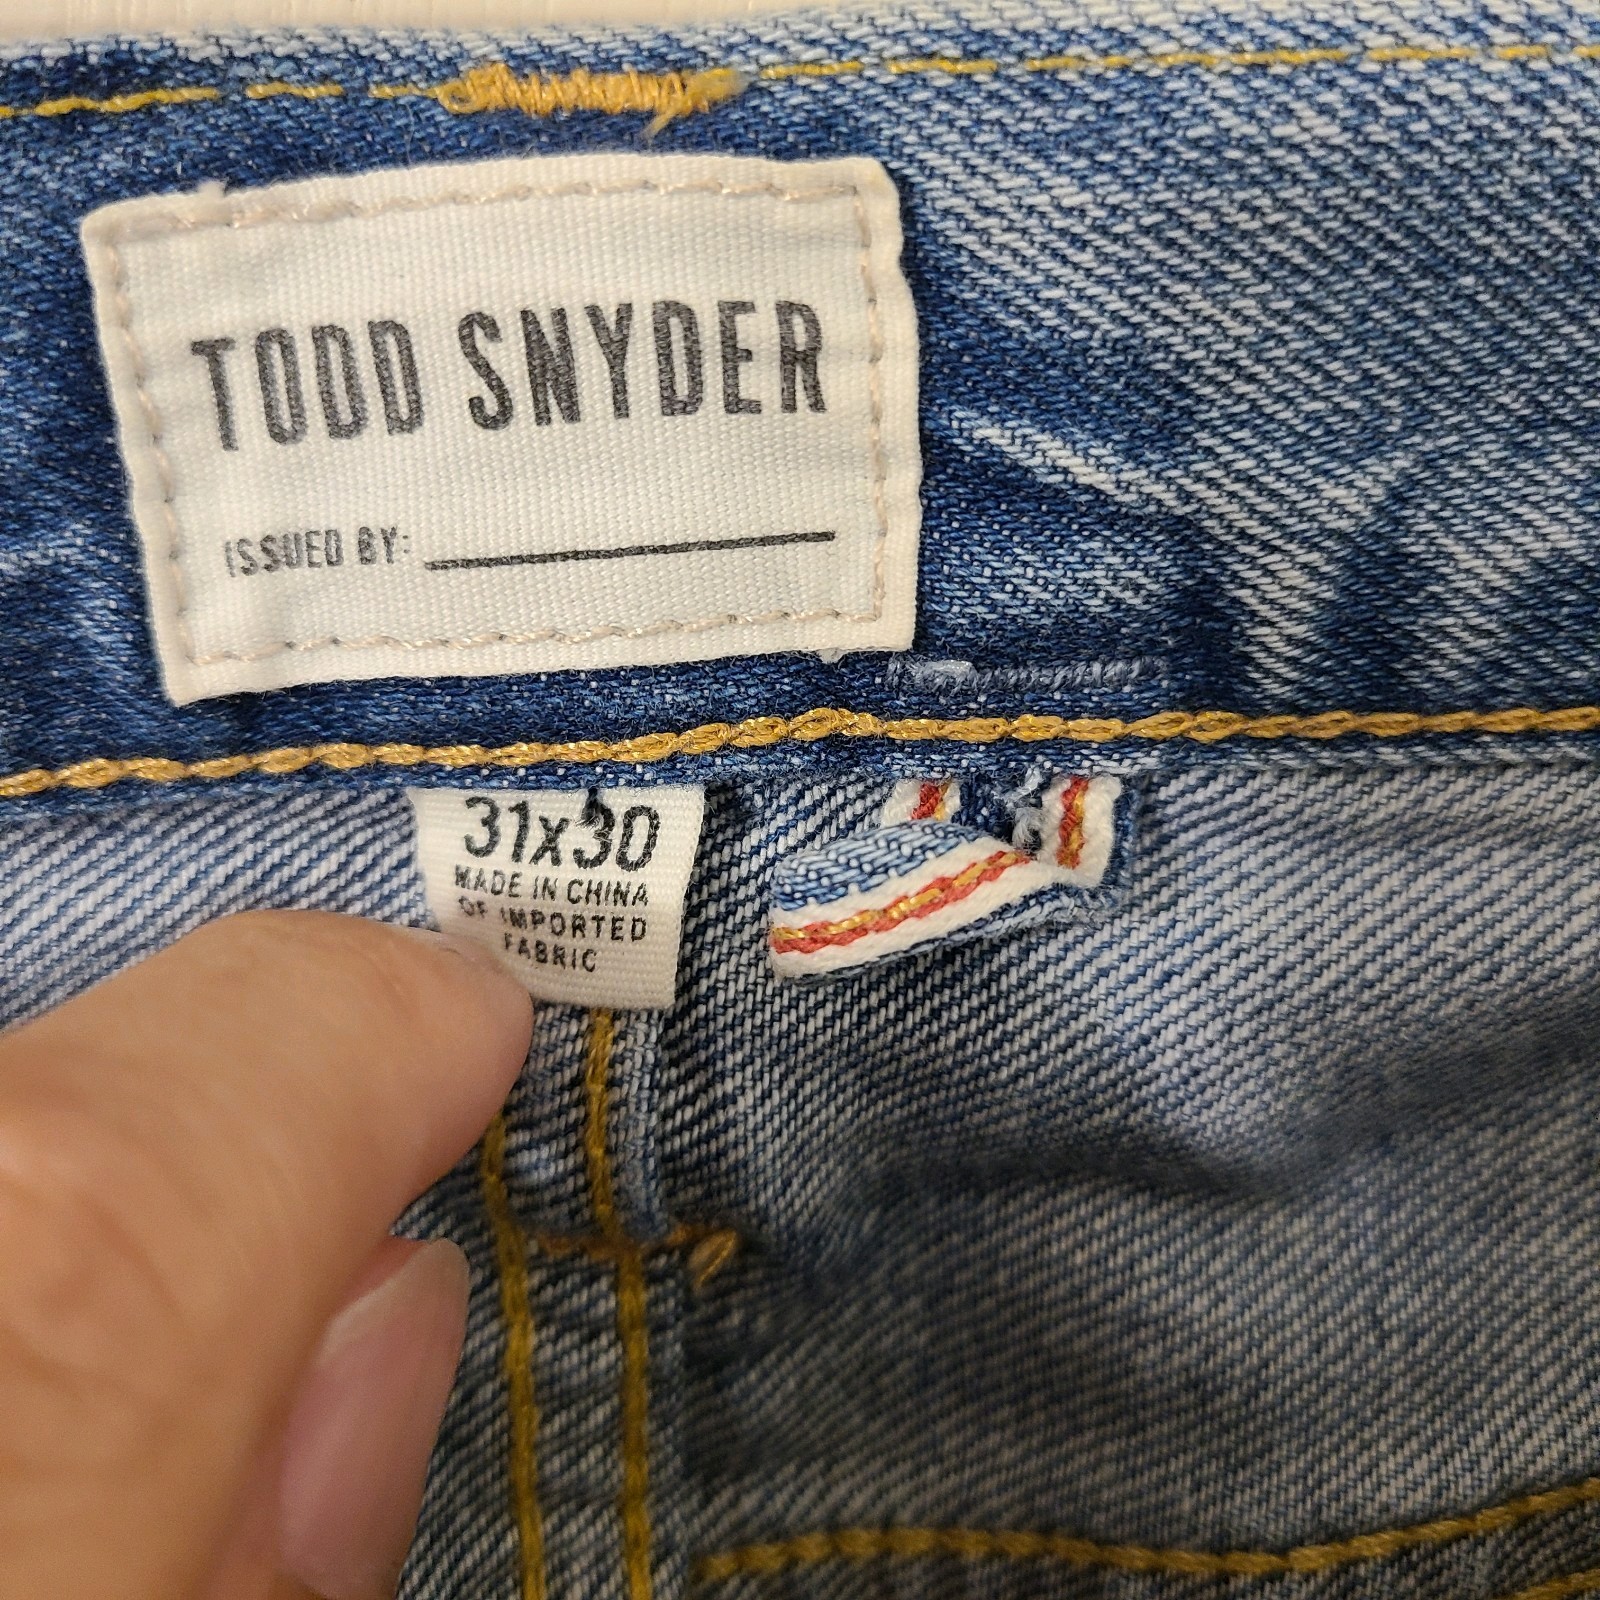 TODD SNYDER
ISSUED BY:
31x30
MADE IN CHINA
OF IMPORTED
FABRIC